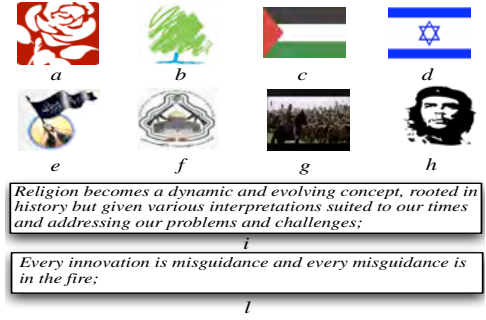 a
b
c
d
e
f
g
h
Religion becomes a dynamic and evolving concept, rooted in
history but given various interpretations suited to our times
and addressing our problems and challenges;
i
Every innovation is misguidance and every misguidance is
in the fire;
l